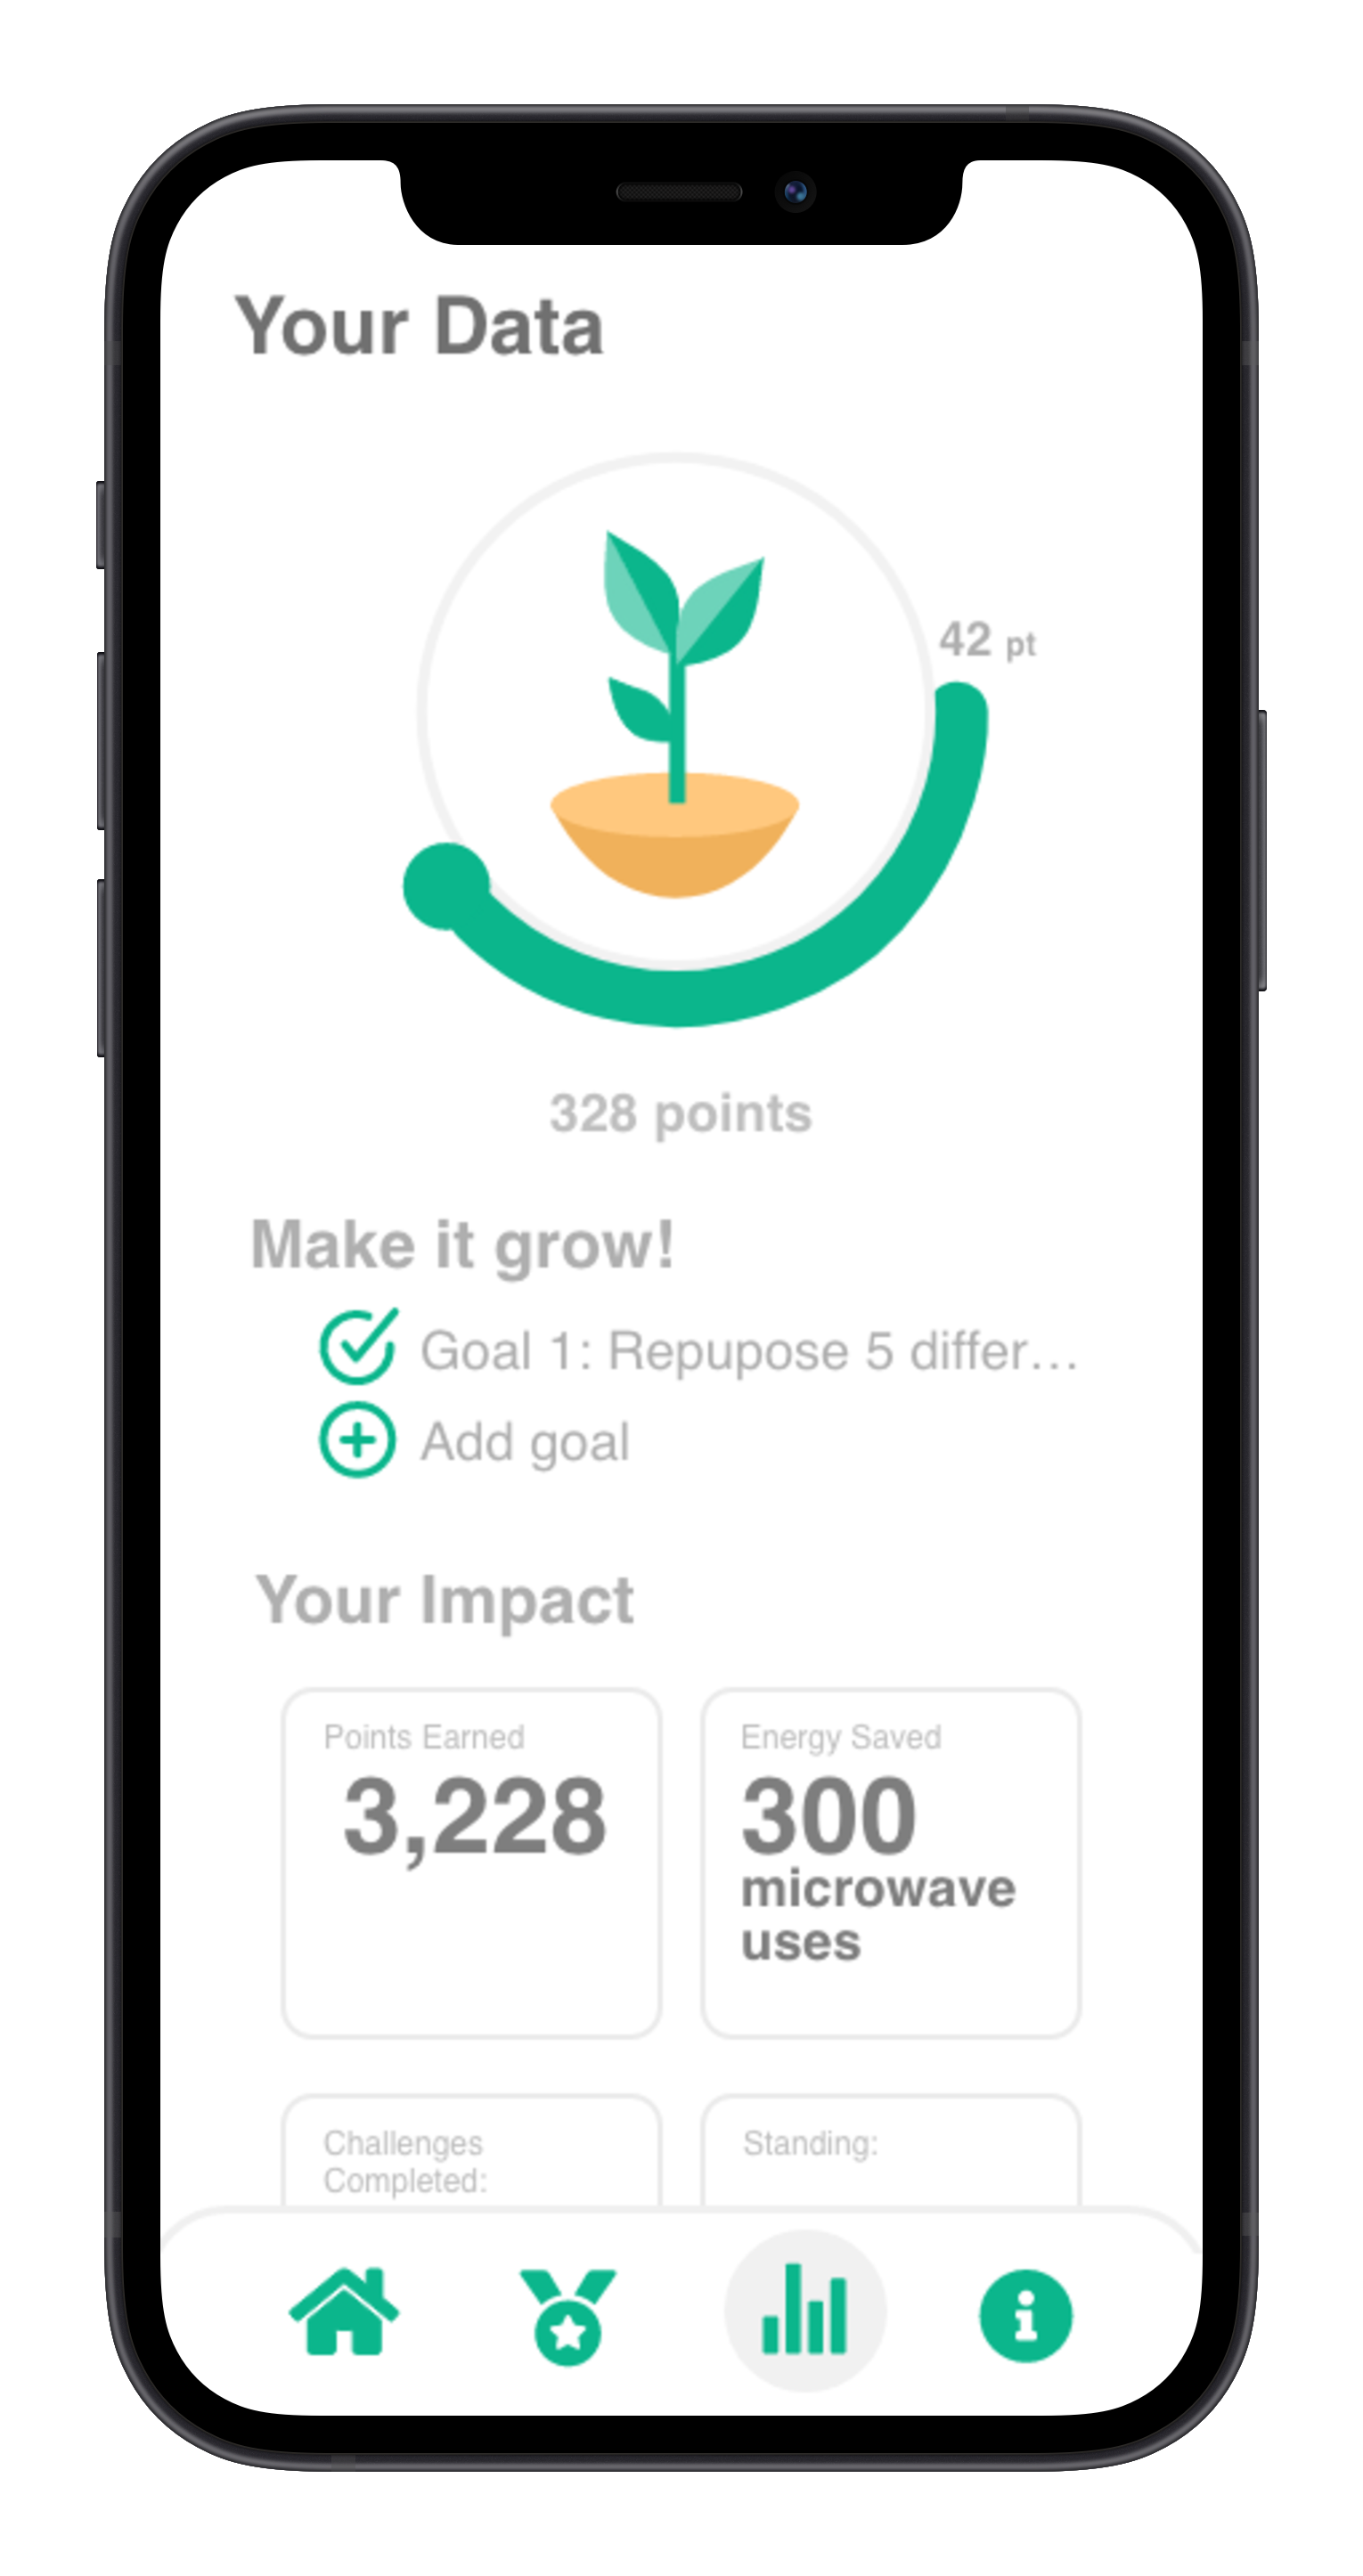 Your Data
42 pt
328 points
Make it grow!
Goal 1: Repupose 5 differ...
Add goal
Your Impact
Points Earned
3,228
Energy Saved
300
microwave
uses
Challenges
Completed:
Standing: